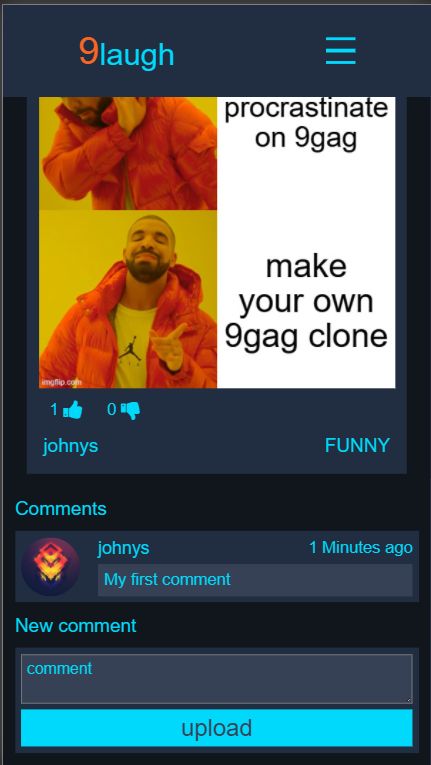 9laugh
procrastinate
on 9gag
make
your own
9gag clone
imgflip.com
1 0
johnys FUNNY
Comments
johnys 1 Minutes ago
My first comment
New comment
comment
upload